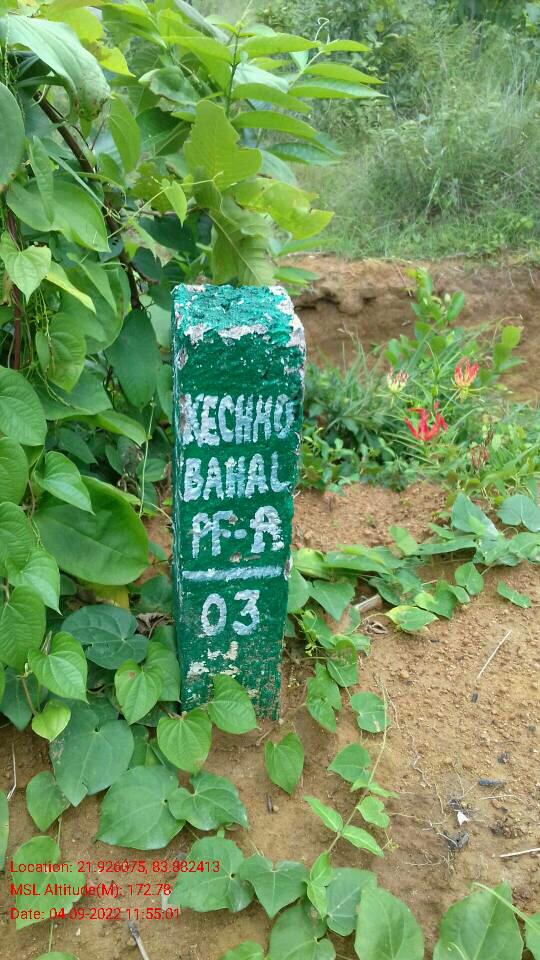 KECHHO
BAHAL
PF-A
03
Location: 21.926075, 83.882413
MSL Altitude(M): 172.78
Date: 04-09-2022 11:55:01